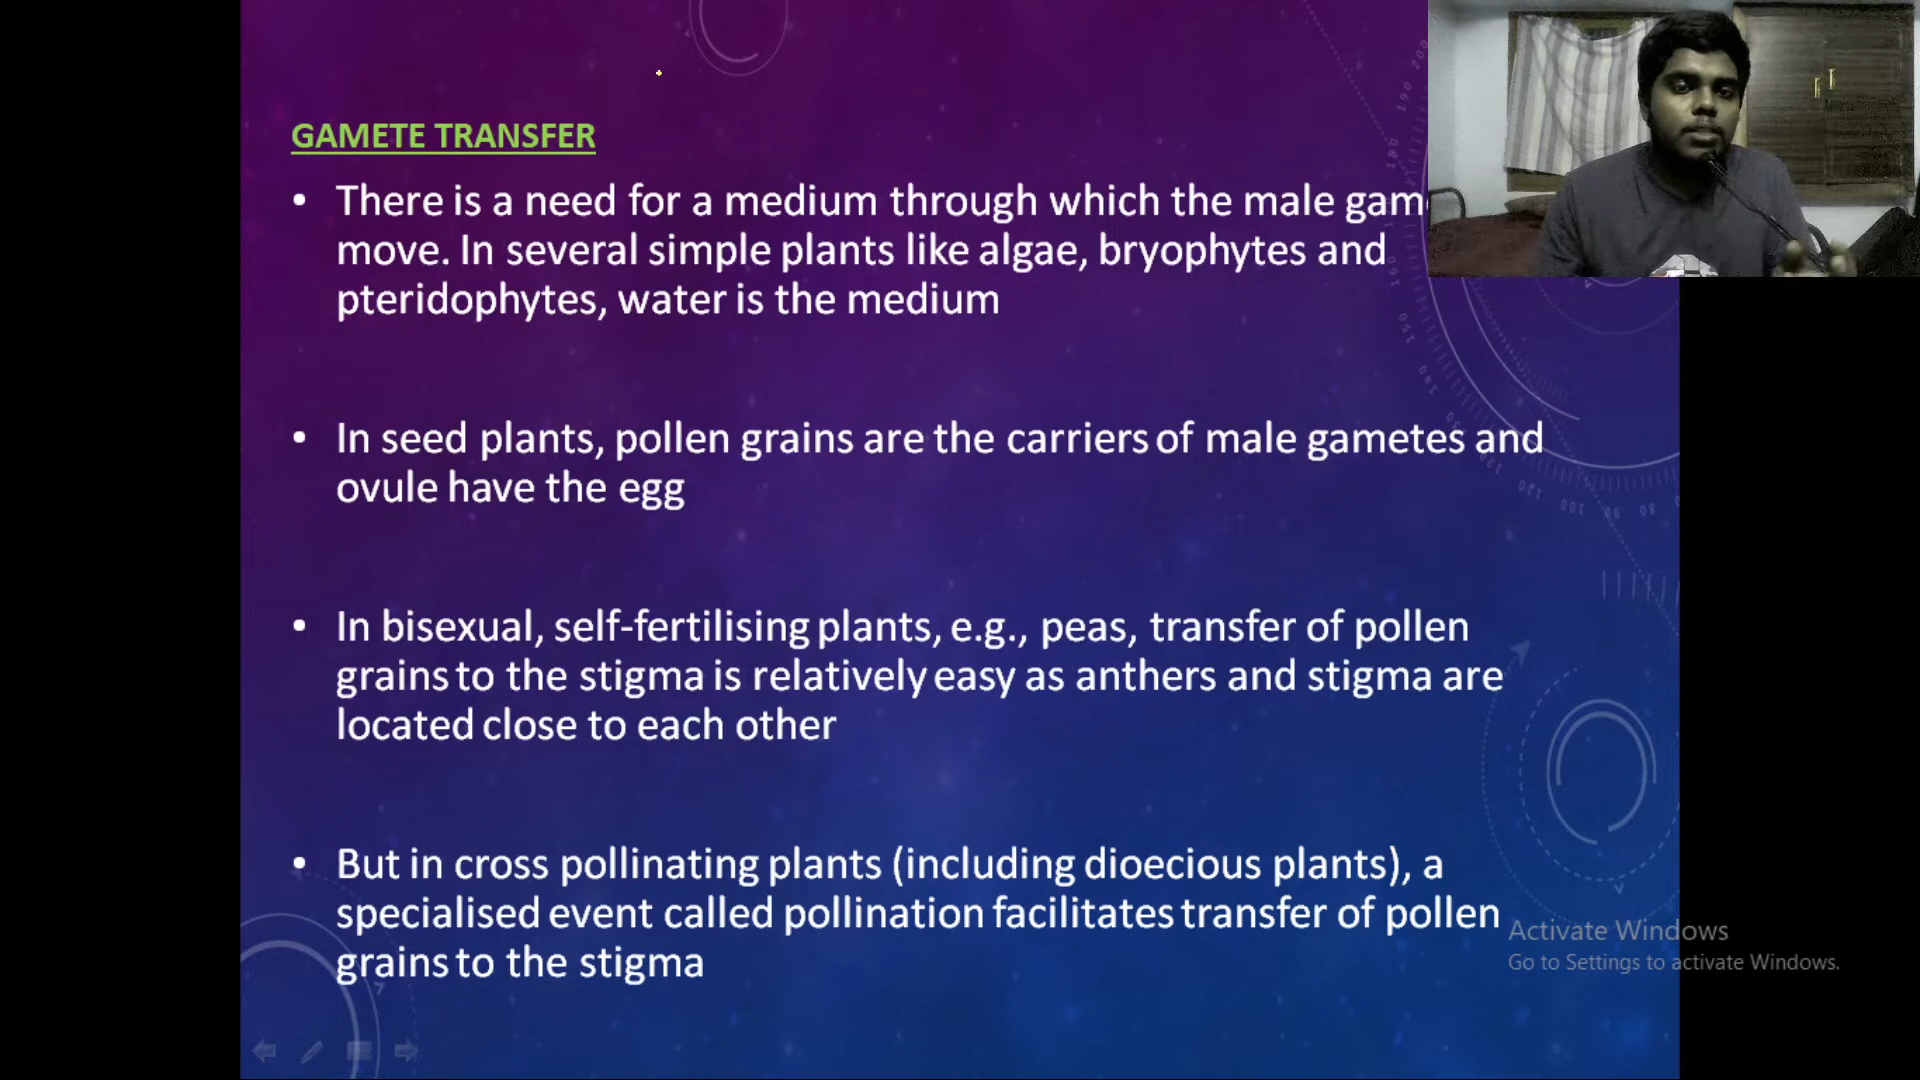 GAMETE TRANSFER
• There is a need for a medium through which the male
move. In several simple plants like algae, bryophytes and
pteridophytes, water is the medium
• In seed plants, pollen grains are the carriers of male gametes and
ovule have the egg
• In bisexual, self-fertilising plants, e.g., peas, transfer of pollen
grains to the stigma is relatively easy as anthers and stigma are
located close to each other
• But in cross pollinating plants (including dioecious plants), a
specialised event called pollination facilitates transfer of pollen
grains to the stigma
Activate Windows
Go to Settings to activate Windows.